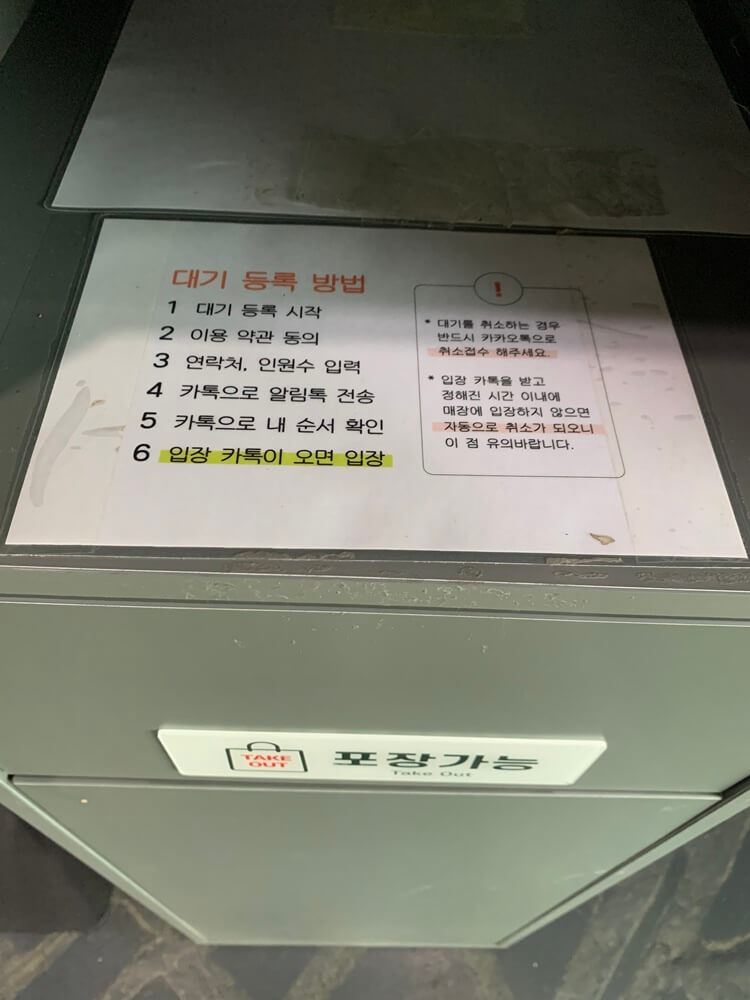 대기 등록 방법
1 대기 등록 시작
2 이용 약관 동의
3 연락처, 인원수 입력
4 카톡으로 알림톡 전송
5 카톡으로 내 순서 확인
6 입장 카톡이 오면 입장
!
* 대기를 취소하는 경우
반드시 카카오톡으로
취소접수 해주세요.
* 입장 카톡을 받고
정해진 시간 이내에
매장에 입장하지 않으면
자동으로 취소가 되오니
이 점 유의바랍니다.
TAKE
OUT
포장가능
Take Out